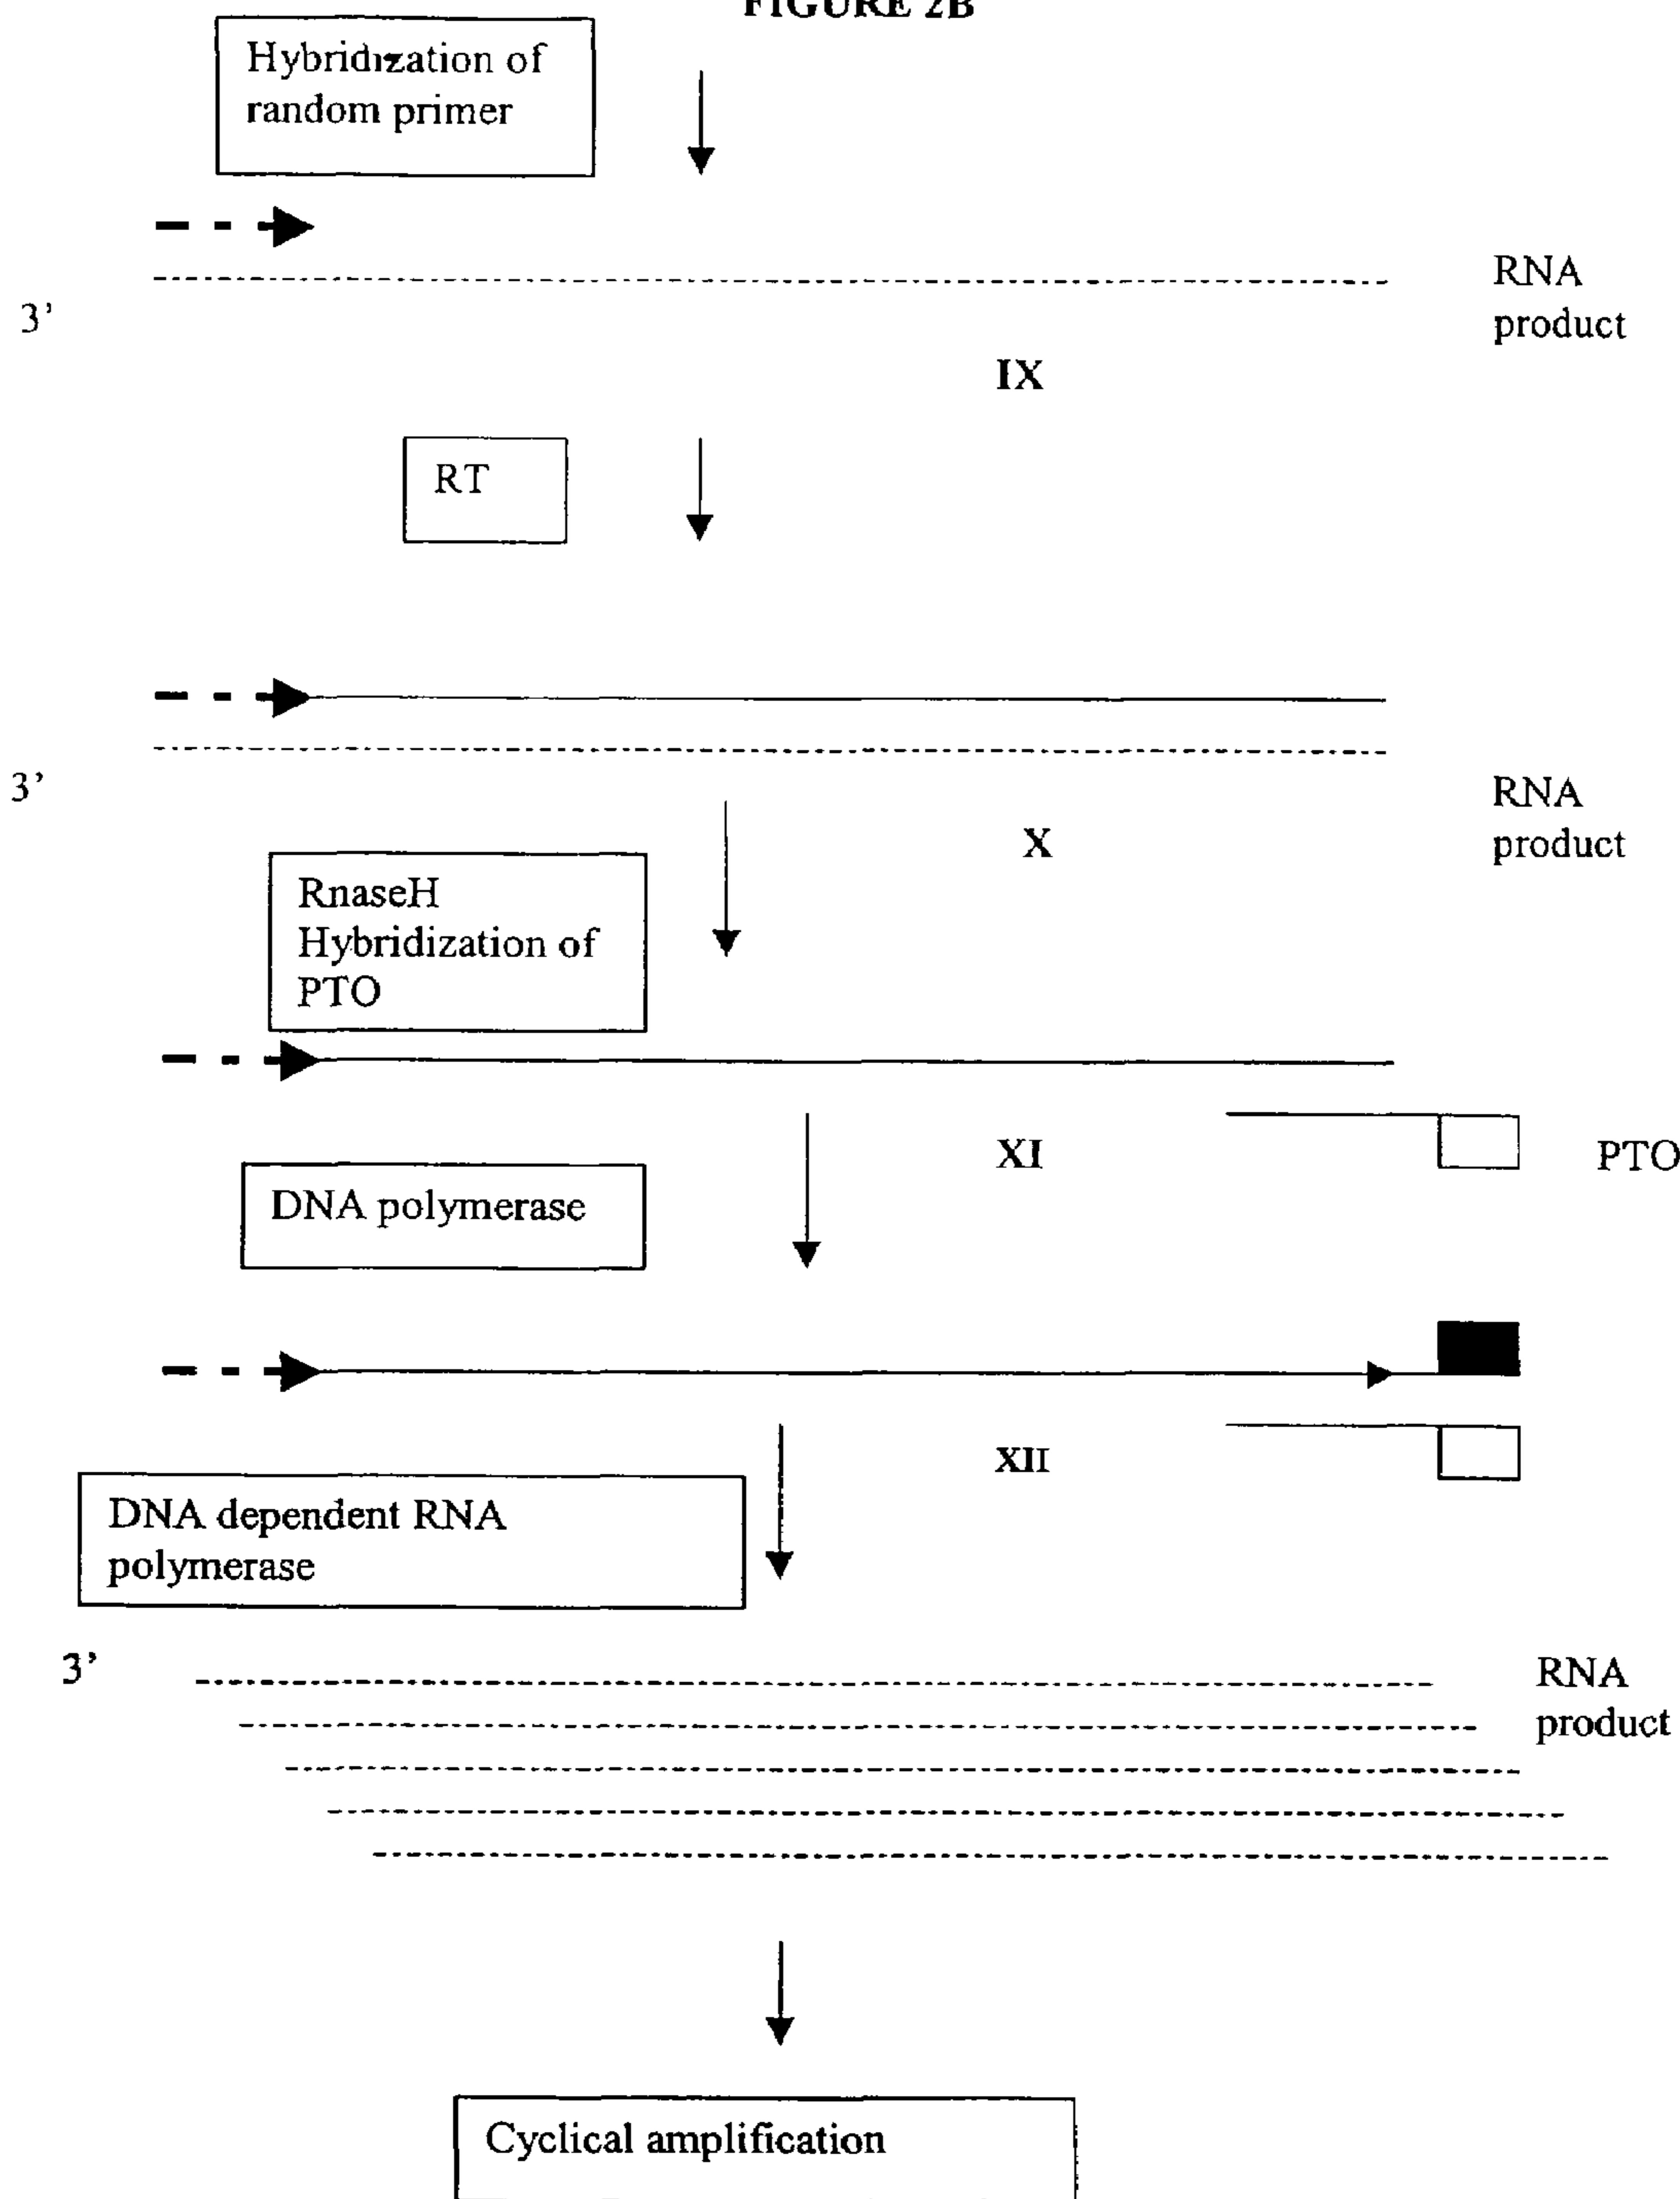 FIGURE 2B
Hybridization of
random primer
RNA
product
3’
IX
RT
3’
RNA
product
X
RnaseH
Hybridization of
PTO
XI
PTO
DNA polymerase
XII
DNA dependent RNA
polymerase
3’
RNA
product
Cyclical amplification